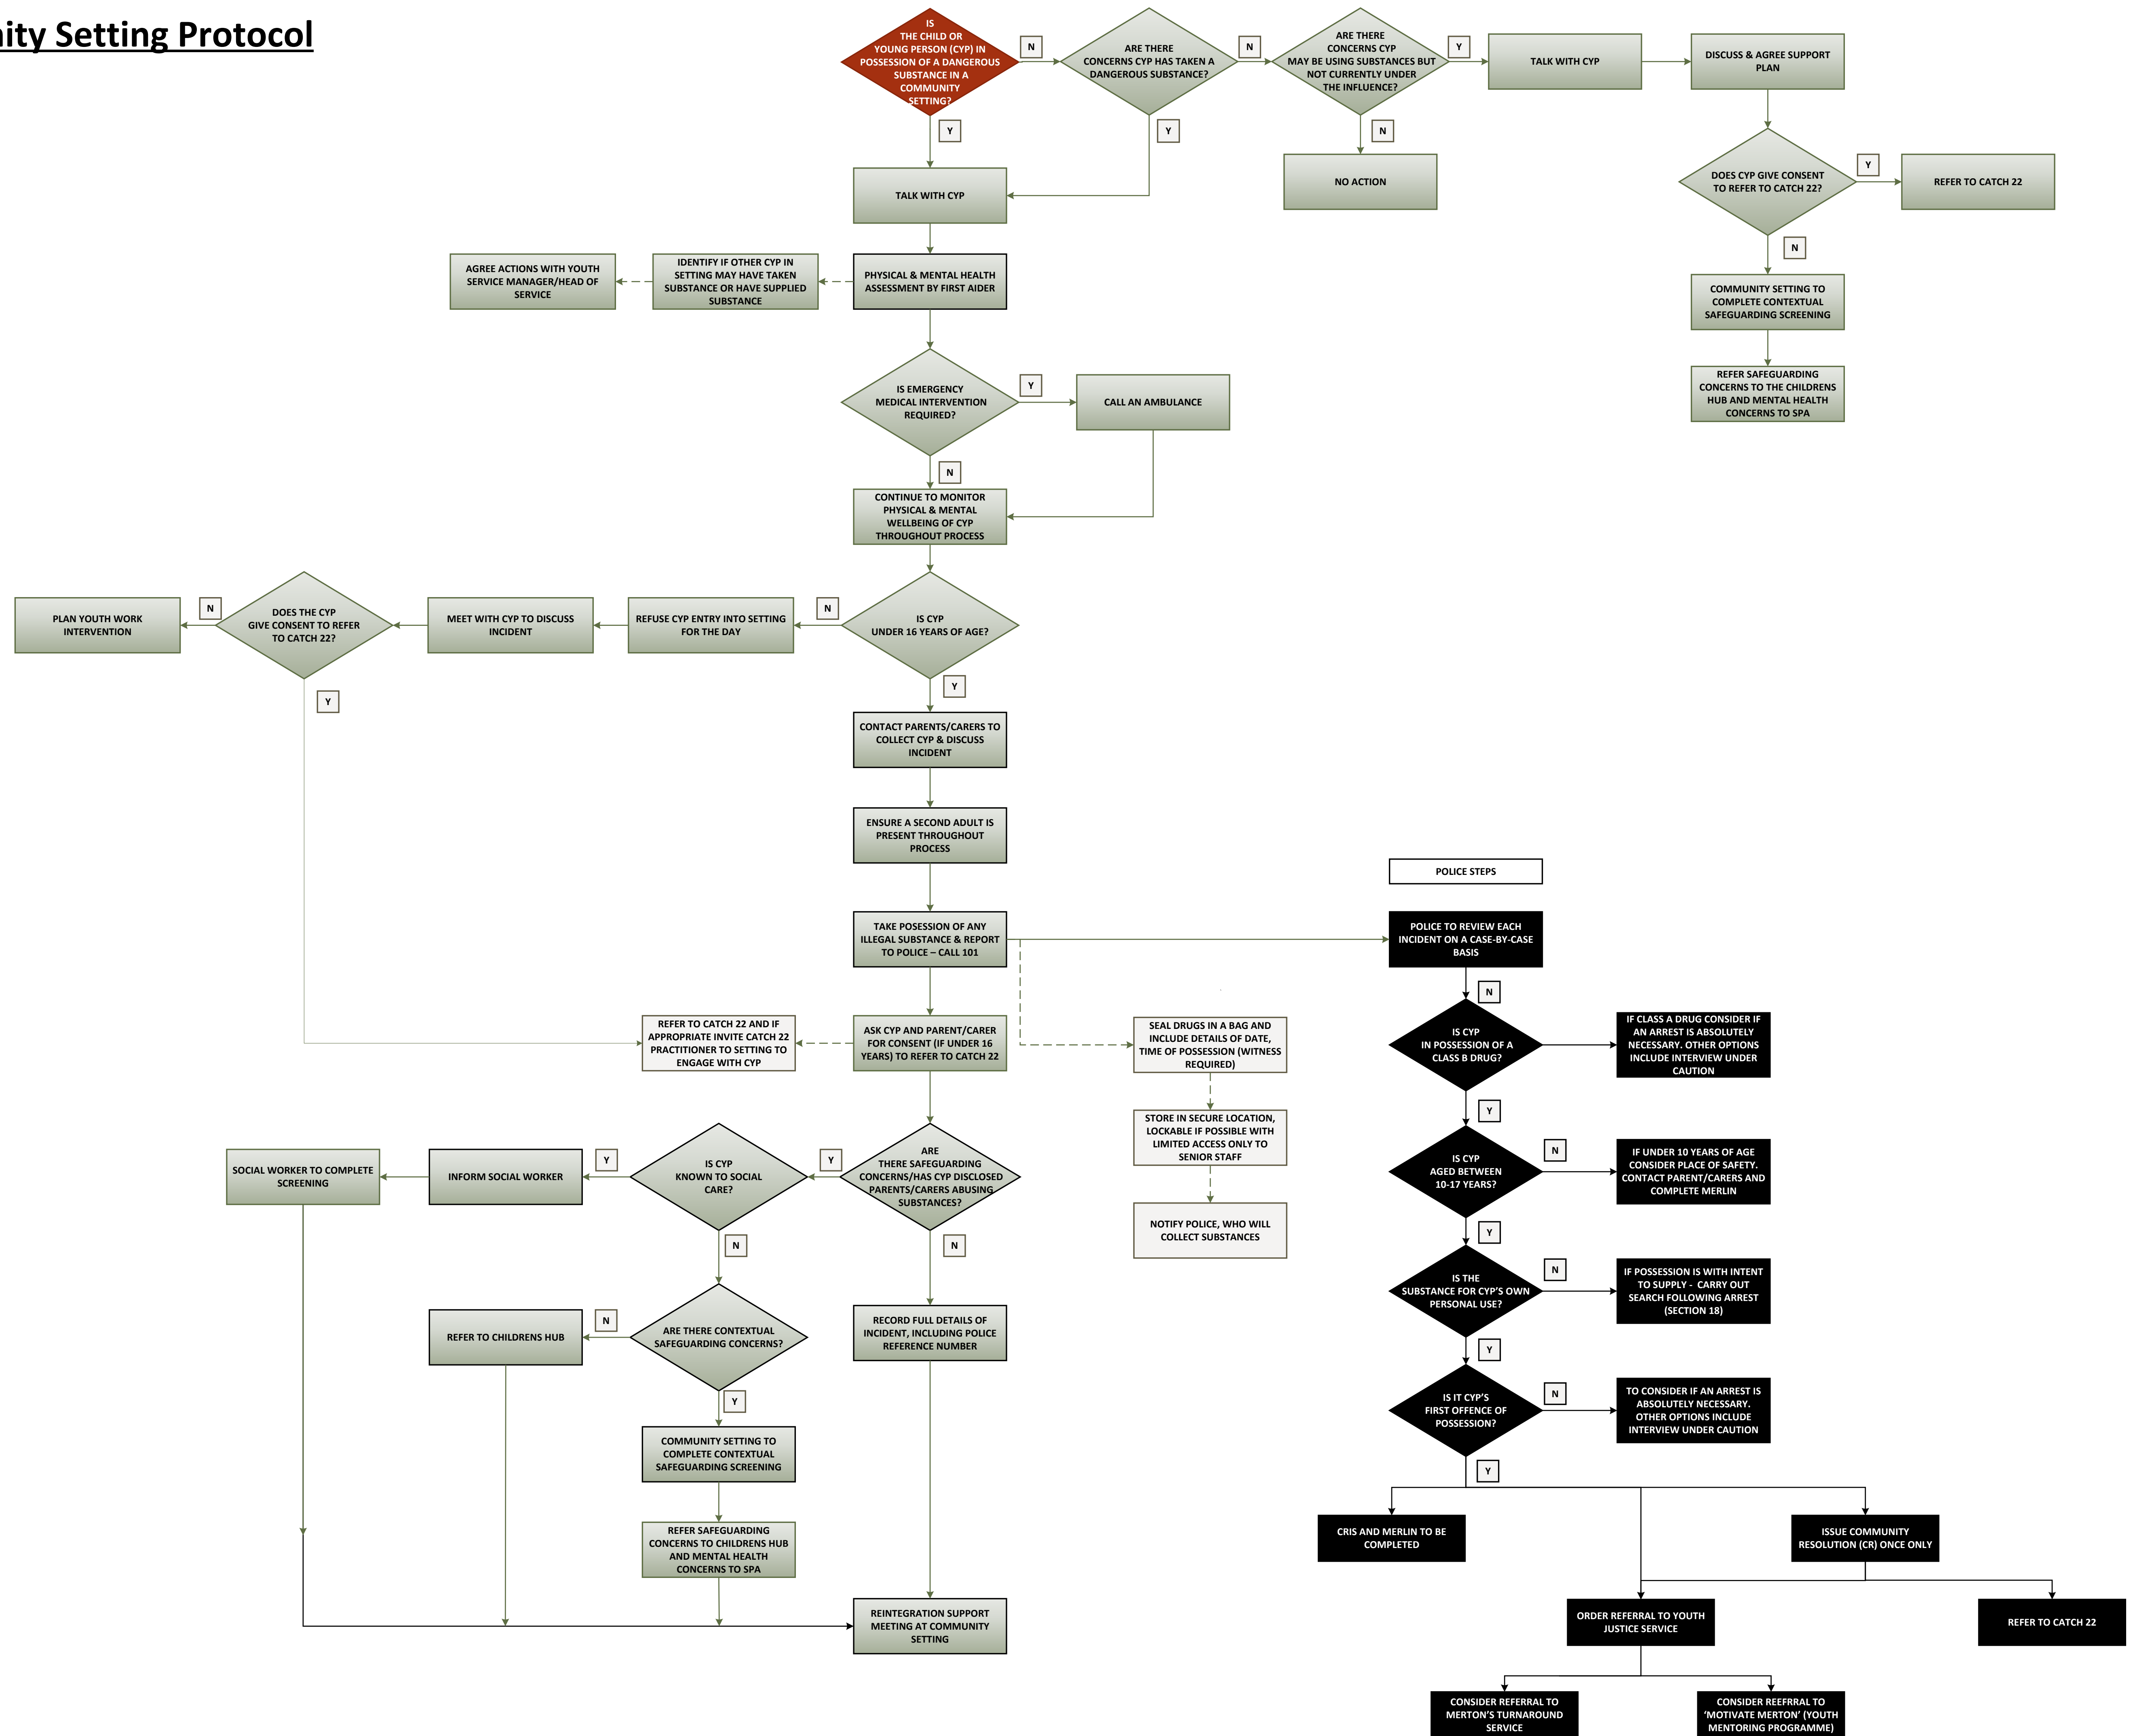 nity Setting Protocol
IS
THE CHILD OR
YOUNG PERSON (CYP) IN
POSSESSION OF A DANGEROUS
SUBSTANCE IN A
COMMUNITY
SETTING?
N
ARE THERE
CONCERNS CYP HAS TAKEN A
DANGEROUS SUBSTANCE?
N
ARE THERE
CONCERNS CYP
MAY BE USING SUBSTANCES BUT
NOT CURRENTLY UNDER
THE INFLUENCE?
Y
TALK WITH CYP
DISCUSS & AGREE SUPPORT
PLAN
Y
Y
N
TALK WITH CYP
NO ACTION
DOES CYP GIVE CONSENT
TO REFER TO CATCH 22?
Y
REFER TO CATCH 22
N
AGREE ACTIONS WITH YOUTH
SERVICE MANAGER/HEAD OF
SERVICE
IDENTIFY IF OTHER CYP IN
SETTING MAY HAVE TAKEN
SUBSTANCE OR HAVE SUPPLIED
SUBSTANCE
PHYSICAL & MENTAL HEALTH
ASSESSMENT BY FIRST AIDER
COMMUNITY SETTING TO
COMPLETE CONTEXTUAL
SAFEGUARDING SCREENING
IS EMERGENCY
MEDICAL INTERVENTION
REQUIRED?
Y
CALL AN AMBULANCE
REFER SAFEGUARDING
CONCERNS TO THE CHILDRENS
HUB AND MENTAL HEALTH
CONCERNS TO SPA
N
CONTINUE TO MONITOR
PHYSICAL & MENTAL
WELLBEING OF CYP
THROUGHOUT PROCESS
PLAN YOUTH WORK
INTERVENTION
N
DOES THE CYP
GIVE CONSENT TO REFER
TO CATCH 22?
MEET WITH CYP TO DISCUSS
INCIDENT
REFUSE CYP ENTRY INTO SETTING
FOR THE DAY
N
IS CYP
UNDER 16 YEARS OF AGE?
Y
Y
CONTACT PARENTS/CARERS TO
COLLECT CYP & DISCUSS
INCIDENT
ENSURE A SECOND ADULT IS
PRESENT THROUGHOUT
PROCESS
POLICE STEPS
TAKE POSESSION OF ANY
ILLEGAL SUBSTANCE & REPORT
TO POLICE – CALL 101
POLICE TO REVIEW EACH
INCIDENT ON A CASE-BY-CASE
BASIS
N
REFER TO CATCH 22 AND IF
APPROPRIATE INVITE CATCH 22
PRACTITIONER TO SETTING TO
ENGAGE WITH CYP
ASK CYP AND PARENT/CARER
FOR CONSENT (IF UNDER 16
YEARS) TO REFER TO CATCH 22
SEAL DRUGS IN A BAG AND
INCLUDE DETAILS OF DATE,
TIME OF POSSESSION (WITNESS
REQUIRED)
IS CYP
IN POSSESSION OF A
CLASS B DRUG?
IF CLASS A DRUG CONSIDER IF
AN ARREST IS ABSOLUTELY
NECESSARY. OTHER OPTIONS
INCLUDE INTERVIEW UNDER
CAUTION
Y
STORE IN SECURE LOCATION,
LOCKABLE IF POSSIBLE WITH
LIMITED ACCESS ONLY TO
SENIOR STAFF
SOCIAL WORKER TO COMPLETE
SCREENING
INFORM SOCIAL WORKER
Y
IS CYP
KNOWN TO SOCIAL
CARE?
Y
ARE
THERE SAFEGUARDING
CONCERNS/HAS CYP DISCLOSED
PARENTS/CARERS ABUSING
SUBSTANCES?
IS CYP
AGED BETWEEN
10-17 YEARS?
N
IF UNDER 10 YEARS OF AGE
CONSIDER PLACE OF SAFETY.
CONTACT PARENT/CARERS AND
COMPLETE MERLIN
N
N
NOTIFY POLICE, WHO WILL
COLLECT SUBSTANCES
Y
IS THE
SUBSTANCE FOR CYP'S OWN
PERSONAL USE?
N
IF POSSESSION IS WITH INTENT
TO SUPPLY - CARRY OUT
SEARCH FOLLOWING ARREST
(SECTION 18)
REFER TO CHILDRENS HUB
N
ARE THERE CONTEXTUAL
SAFEGUARDING CONCERNS?
RECORD FULL DETAILS OF
INCIDENT, INCLUDING POLICE
REFERENCE NUMBER
Y
Y
IS IT CYP'S
FIRST OFFENCE OF
POSSESSION?
N
TO CONSIDER IF AN ARREST IS
ABSOLUTELY NECESSARY.
OTHER OPTIONS INCLUDE
INTERVIEW UNDER CAUTION
COMMUNITY SETTING TO
COMPLETE CONTEXTUAL
SAFEGUARDING SCREENING
Y
REFER SAFEGUARDING
CONCERNS TO CHILDRENS HUB
AND MENTAL HEALTH
CONCERNS TO SPA
CRIS AND MERLIN TO BE
COMPLETED
ISSUE COMMUNITY
RESOLUTION (CR) ONCE ONLY
REINTEGRATION SUPPORT
MEETING AT COMMUNITY
SETTING
ORDER REFERRAL TO YOUTH
JUSTICE SERVICE
REFER TO CATCH 22
CONSIDER REFERRAL TO
MERTON'S TURNAROUND
SERVICE
CONSIDER REEFRRAL TO
'MOTIVATE MERTON' (YOUTH
MENTORING PROGRAMME)